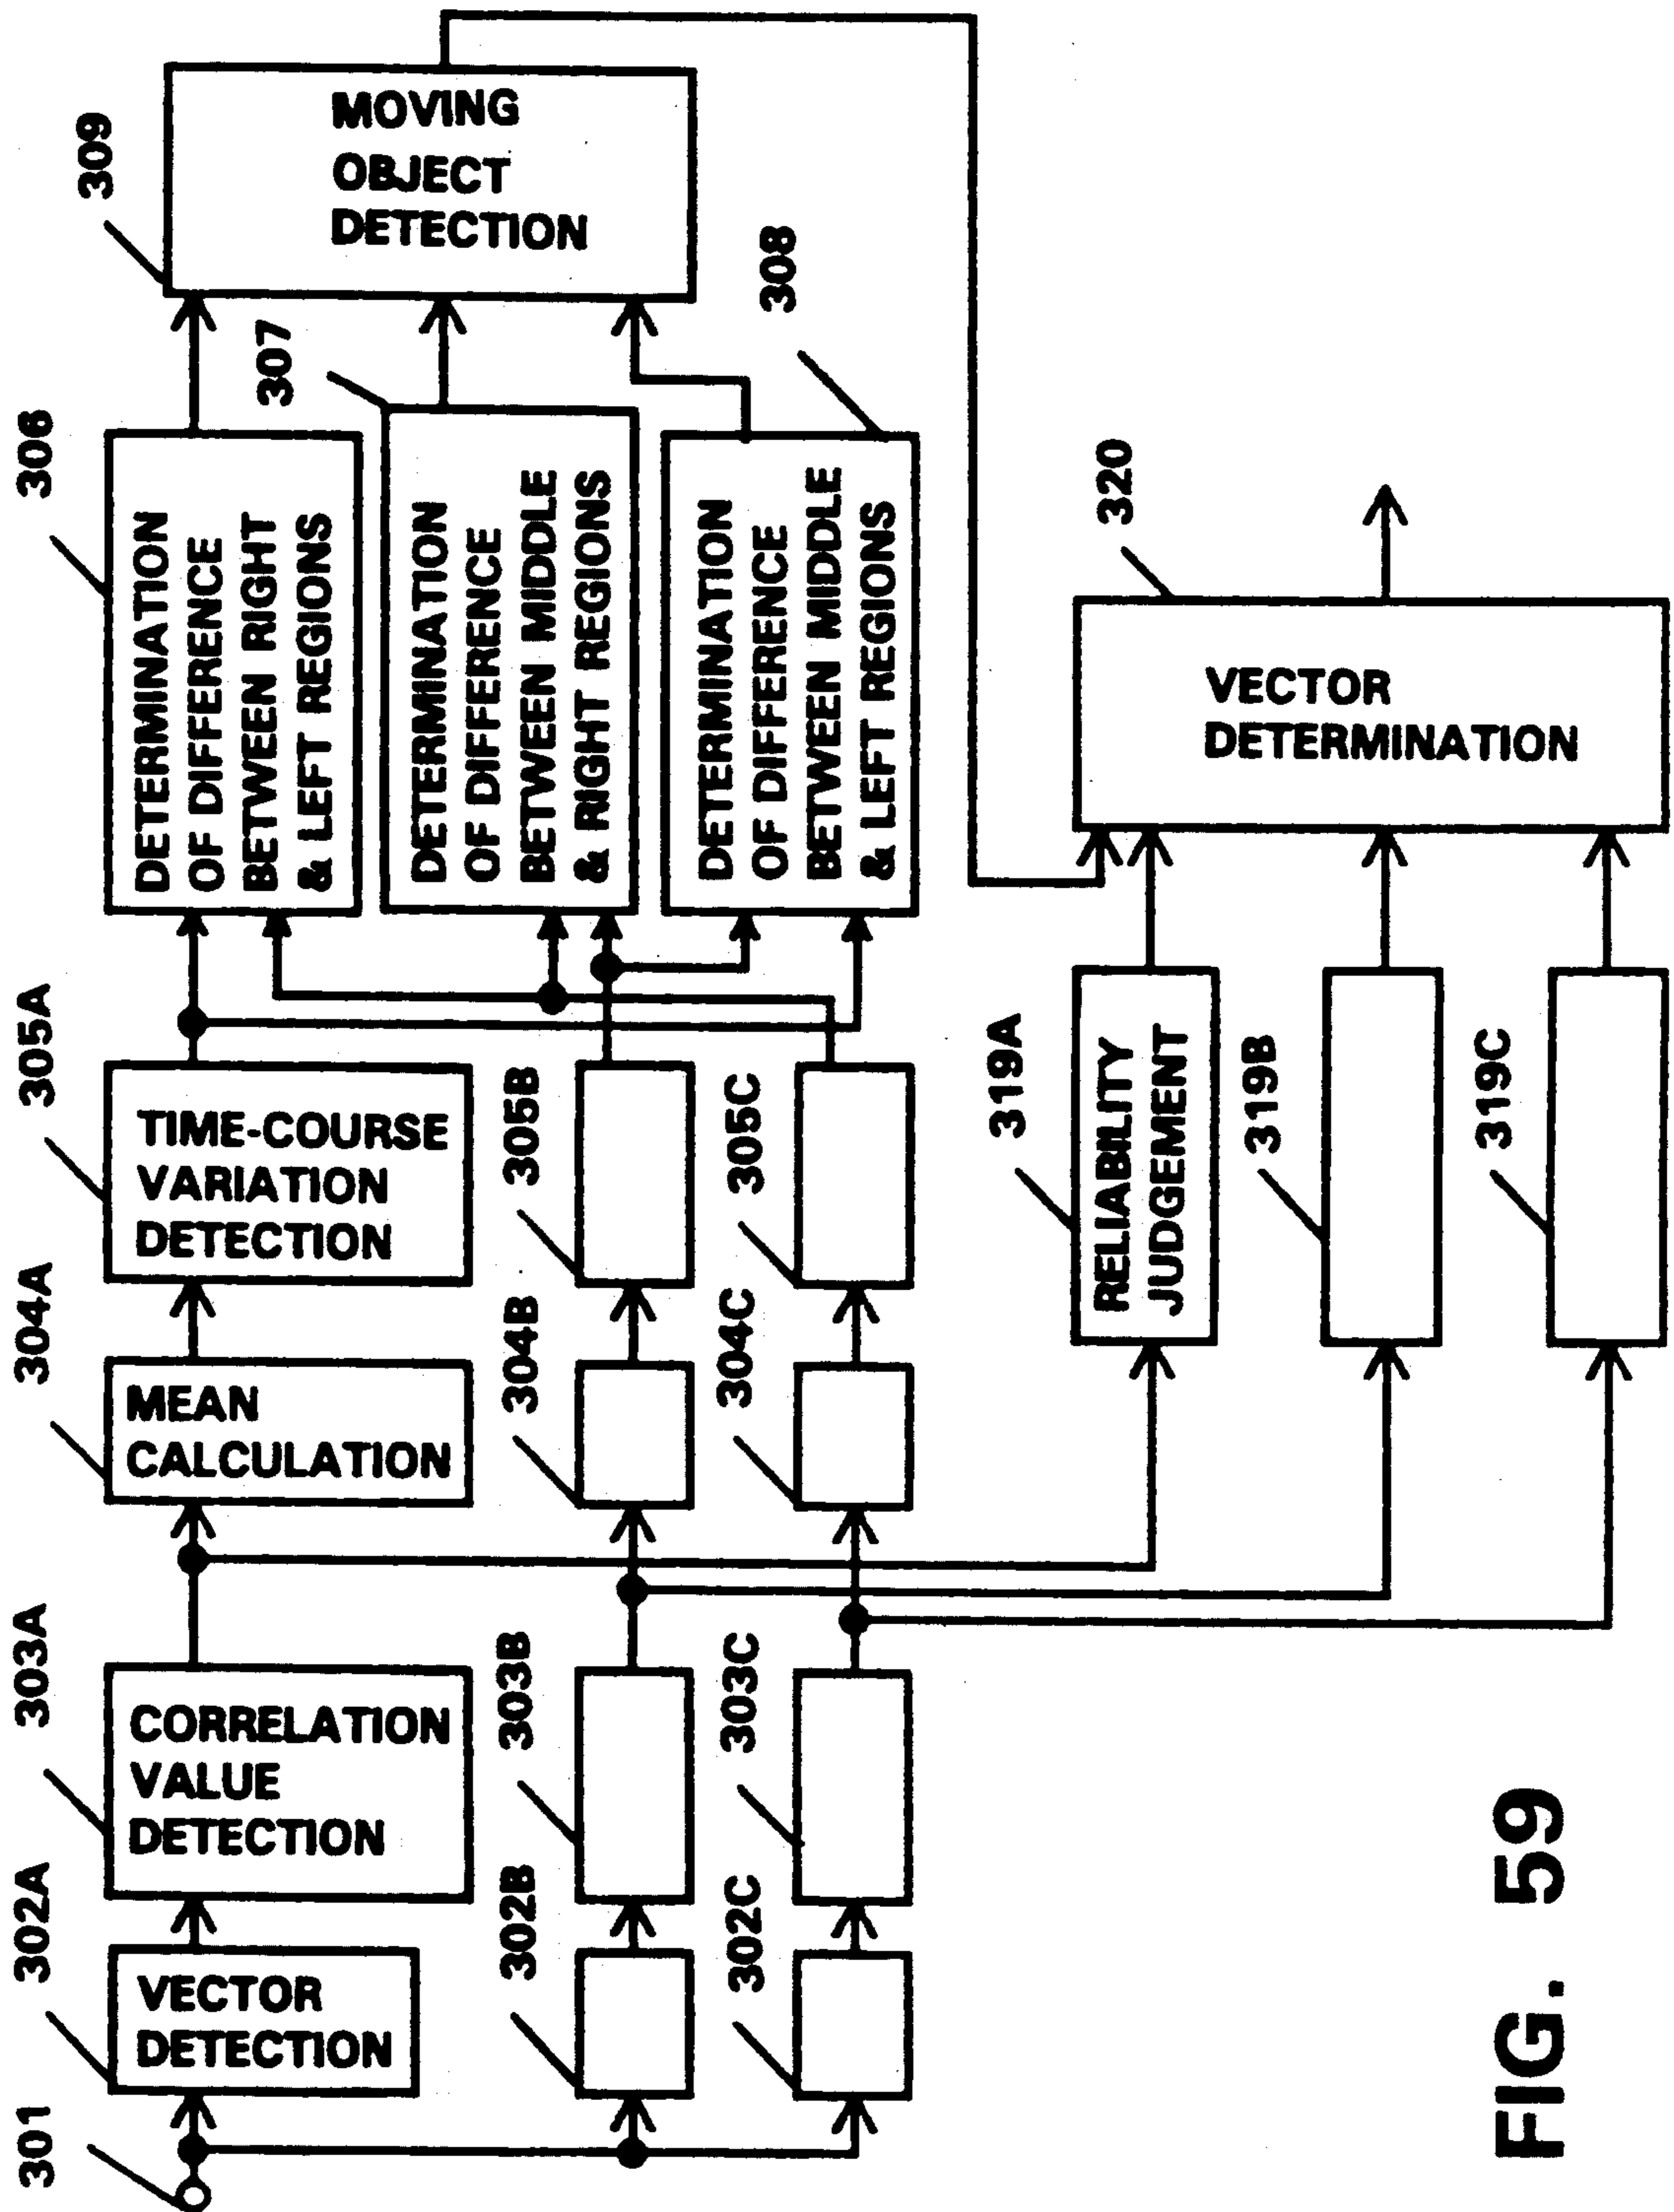 301
302A
VECTOR
DETECTION
303A
CORRELATION
VALUE
DETECTION
304A
MEAN
CALCULATION
305A
TIME-COURSE
VARIATION
DETECTION
306
DETERMINATION
OF DIFFERENCE
BETWEEN RIGHT
& LEFT REGIONS
309
MOVING
OBJECT
DETECTION
302B
303B
304B
305B
307
DETERMINATION
OF DIFFERENCE
BETWEEN MIDDLE
& RIGHT REGIONS
302C
303C
304C
305C
308
DETERMINATION
OF DIFFERENCE
BETWEEN MIDDLE
& LEFT REGIONS
319A
RELIABILITY
JUDGEMENT
320
VECTOR
DETERMINATION
319B
319C
FIG. 59